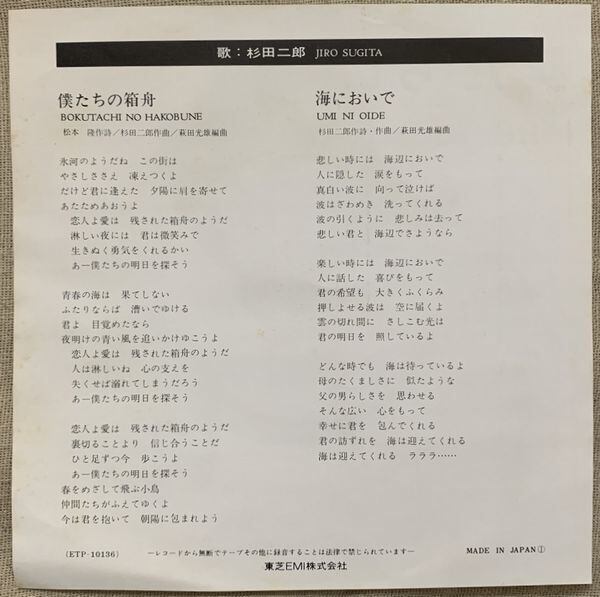 歌：杉田二郎 JIRO SUGITA
僕たちの箱舟
BOKUTACHI NO HAKOBUNE
松本 隆作詩／杉田二郎作曲／萩田光雄編曲
氷河のようだね この街は
やさしささえ 凍えつくよ
だけど君に逢えた 夕陽に肩を寄せて
あたためあおうよ
恋人よ愛は 残された箱舟のようだ
淋しい夜には 君は微笑みで
生きぬく勇気をくれるかい
あー僕たちの明日を探そう
青春の海は 果てしない
ふたりならば 漕いでゆける
君よ 目覚めたなら
夜明けの青い風を追いかけゆこうよ
恋人よ愛は 残された箱舟のようだ
人は淋しいね 心の支えを
失くせば溺れてしまうだろう
あー僕たちの明日を探そう
恋人よ愛は 残された箱舟のようだ
裏切ることより 信じ合うことだ
ひと足ずつ今 歩こうよ
あー僕たちの明日を探そう
春をめざして飛ぶ小鳥
仲間たちがふえてゆくよ
今は君を抱いて 朝陽に包まれよう
海においで
UMI NI OIDE
杉田二郎作詩・作曲／萩田光雄編曲
悲しい時には 海辺においで
人に隠した 涙をもって
真白い波に 向って泣けば
波はざわめき 洗ってくれる
波の引くように 悲しみは去って
悲しい君と 海辺でさようなら
楽しい時には 海辺においで
人に話した 喜びをもって
君の希望も 大きくふくらみ
押しよせる波は 空に届くよ
雲の切れ間に さしこむ光は
君の明日を 照しているよ
どんな時でも 海は待っているよ
母のたくましさに 似たような
父の男らしさを 思わせる
そんな広い 心をもって
幸せに君を 包んでくれる
君の訪ずれを 海は迎えてくれる
海は迎えてくれる ラララ……
(ETP-10136)
―レコードから無断でテープその他に録音することは法律で禁じられています―
MADE IN JAPAN①
東芝EMI株式会社